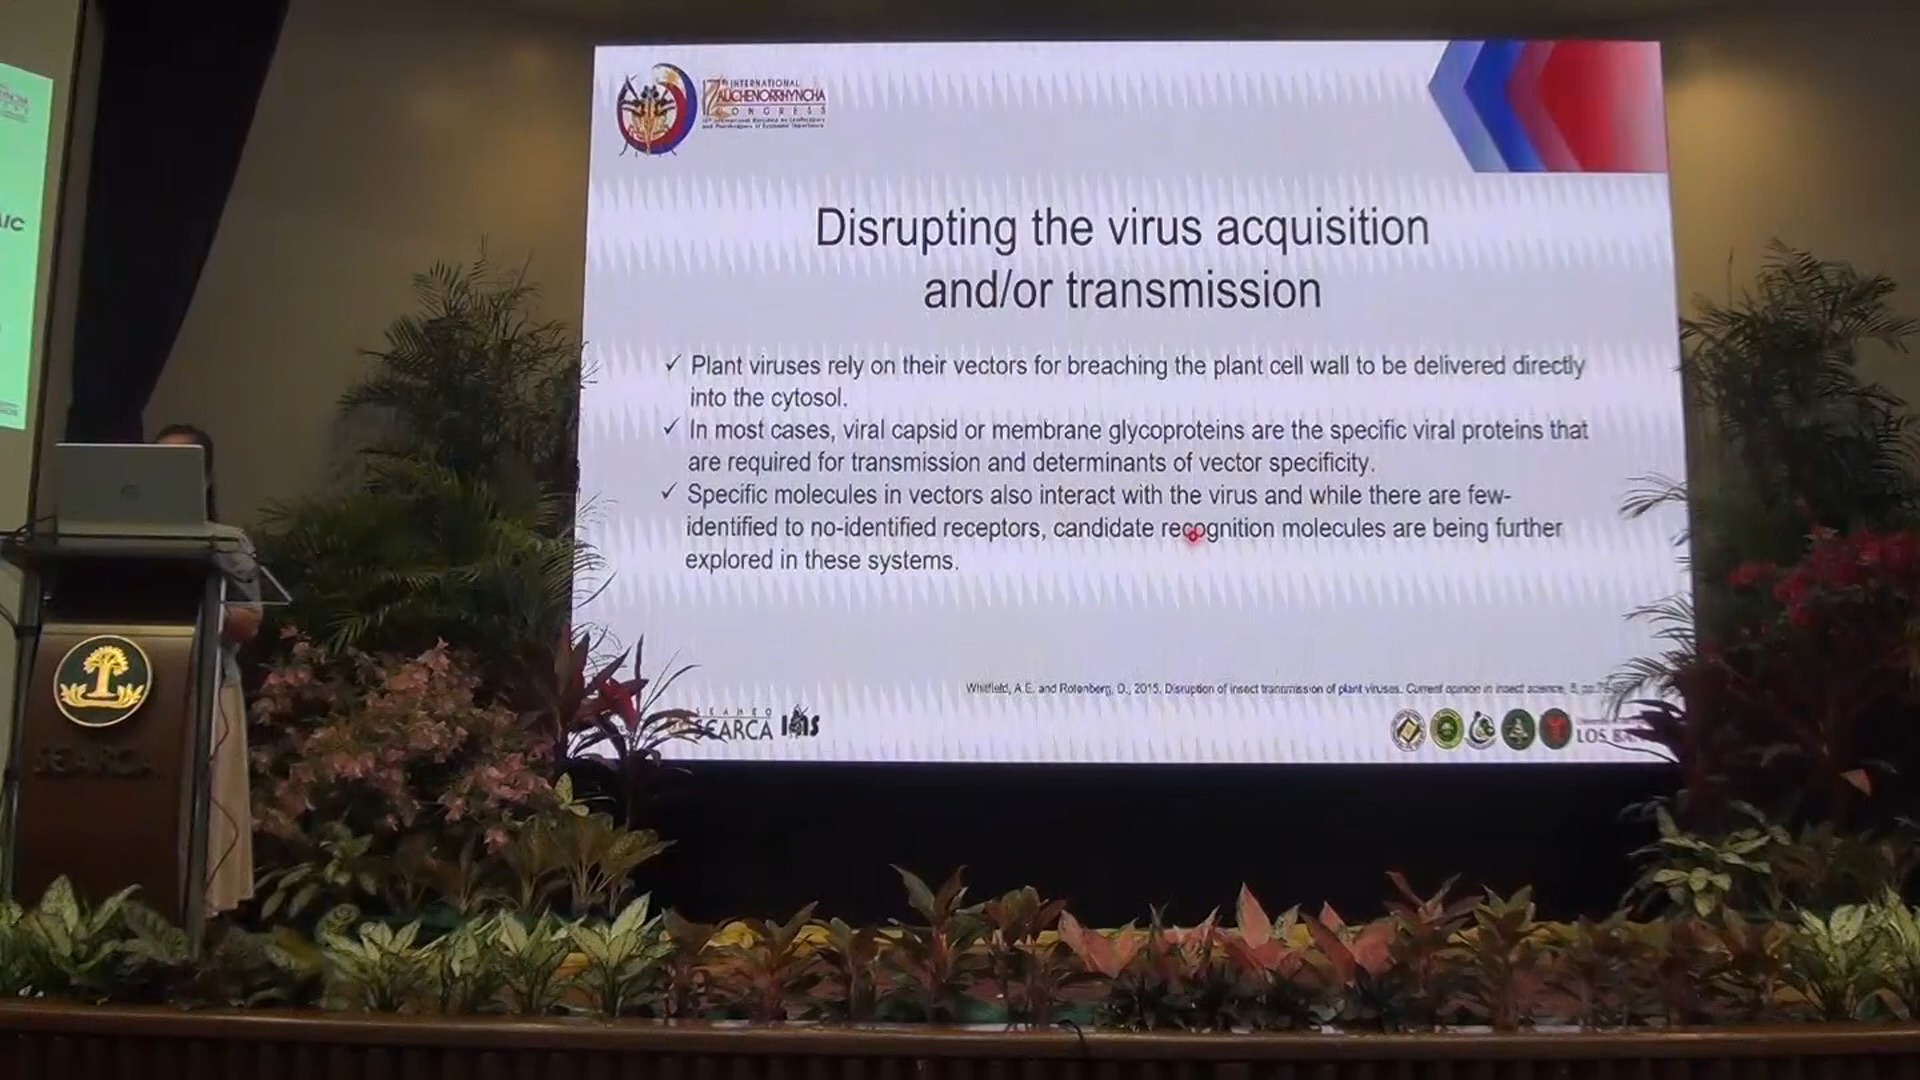 AIC
17th INTERNATIONAL
AUCHENORRHYNCHA
CONGRESS
Disrupting the virus acquisition
and/or transmission
✓ Plant viruses rely on their vectors for breaching the plant cell wall to be delivered directly
into the cytosol.
✓ In most cases, viral capsid or membrane glycoproteins are the specific viral proteins that
are required for transmission and determinants of vector specificity.
✓ Specific molecules in vectors also interact with the virus and while there are few-
identified to no-identified receptors, candidate recognition molecules are being further
explored in these systems.
Whitfield, A.E. and Rotenberg, D., 2015. Disruption of insect transmission of plant viruses. Current opinion in insect science, 8, pp.
SEAMEO
SEARCA
LOS BA
SEARCA